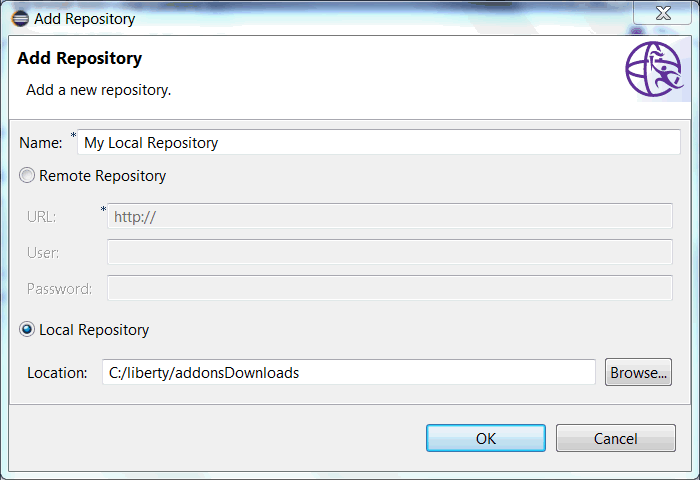 Add Repository
Add Repository
Add a new repository.
Name: * My Local Repository
Remote Repository
URL: * http://
User:
Password:
Local Repository
Location: C:/liberty/addonsDownloads Browse...
OK Cancel